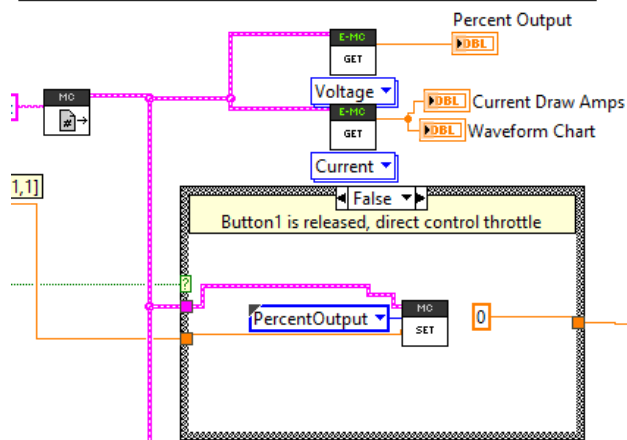 Percent Output
E-MC
GET
DBL
Voltage
MC
#
E-MC
GET
DBL
Current Draw Amps
DBL
Waveform Chart
Current
1,1]
False
Button1 is released, direct control throttle
?
PercentOutput
MC
SET
0